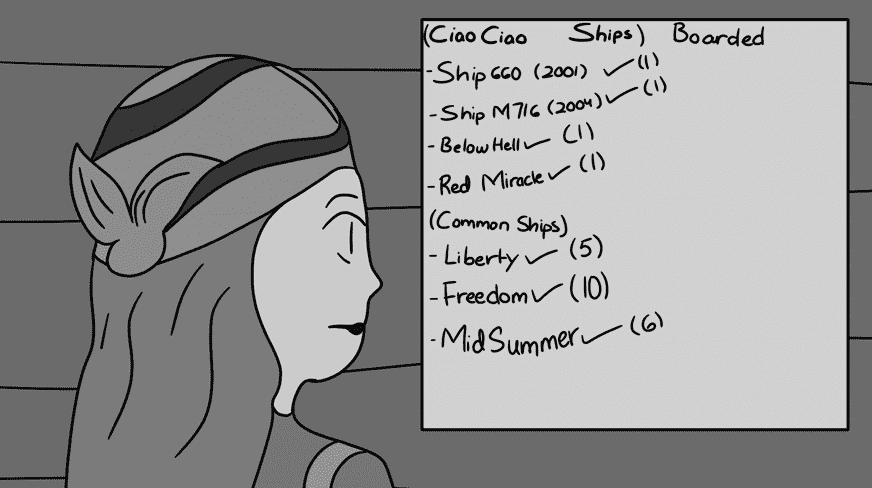 (Ciao Ciao Ships) Boarded
- Ship 660 (2001) ✓ (1)
- Ship M716 (2004) ✓ (1)
- Below Hell ✓ (1)
- Red Miracle ✓ (1)
(Common Ships)
- Liberty ✓ (5)
- Freedom ✓ (10)
- MidSummer ✓ (6)